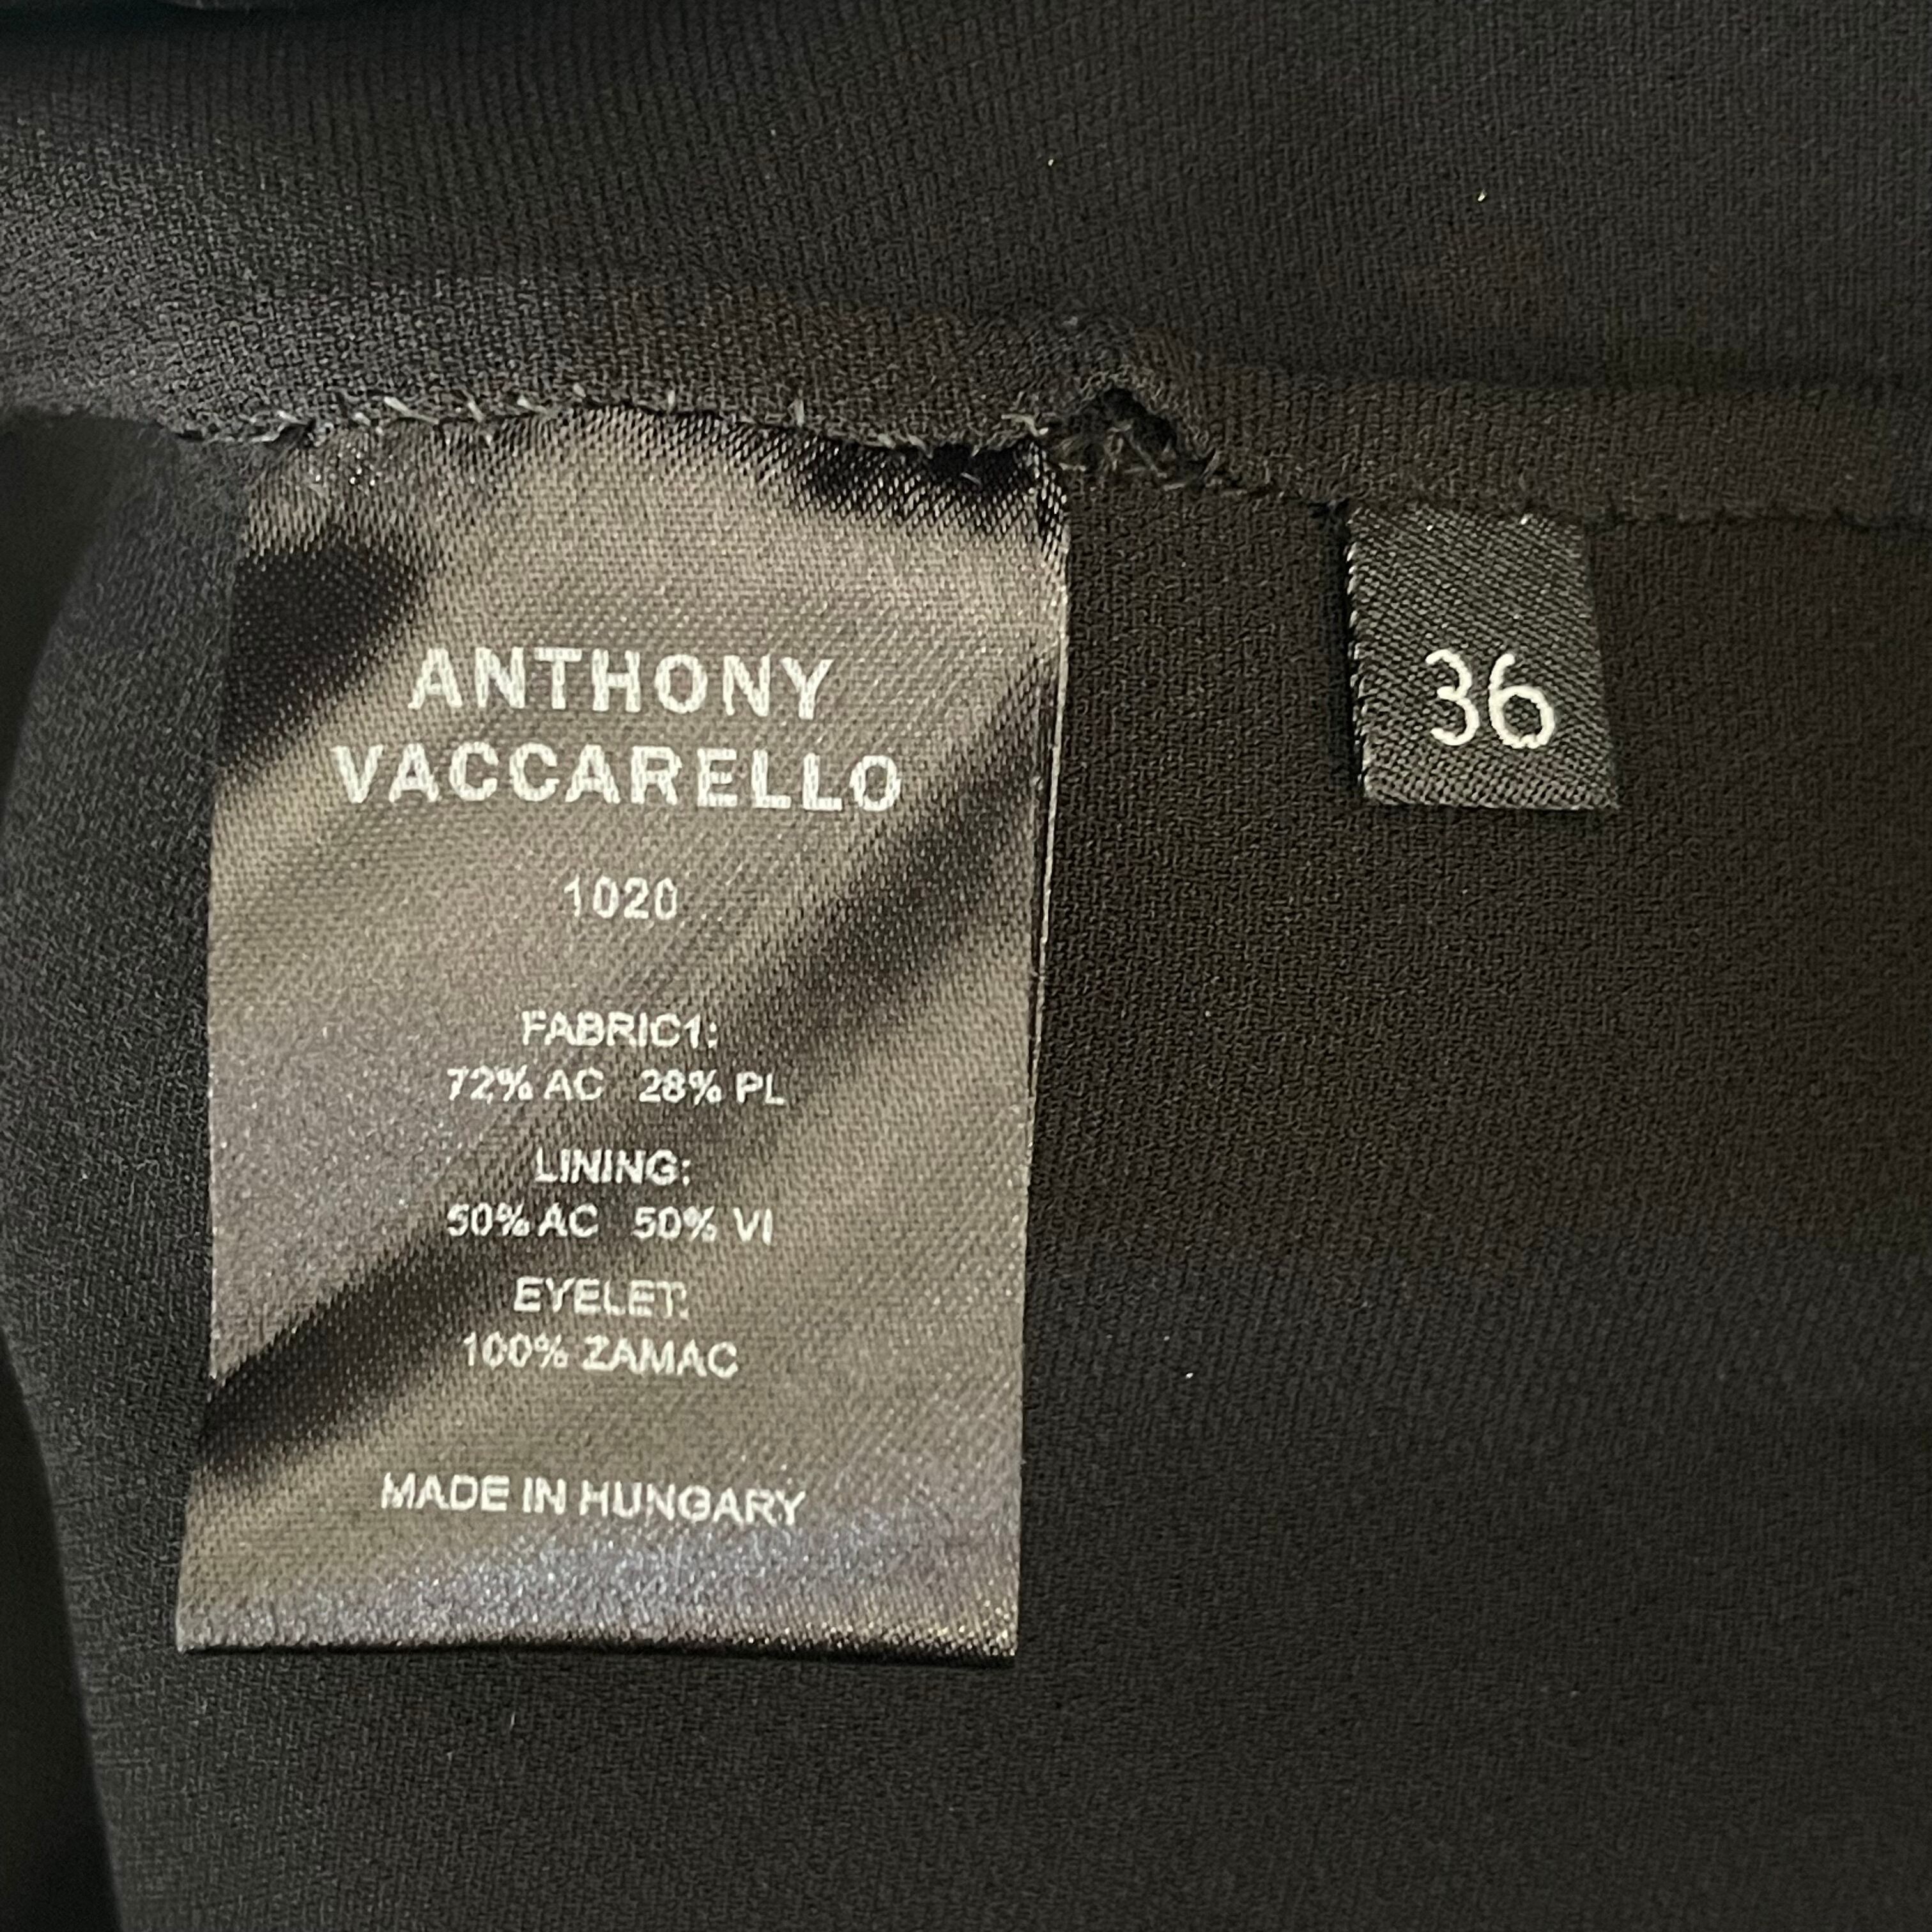 ANTHONY
VACCARELLO
1020
FABRIC1:
72% AC 28% PL
LINING:
50% AC 50% VI
EYELET:
100% ZAMAC
MADE IN HUNGARY
36